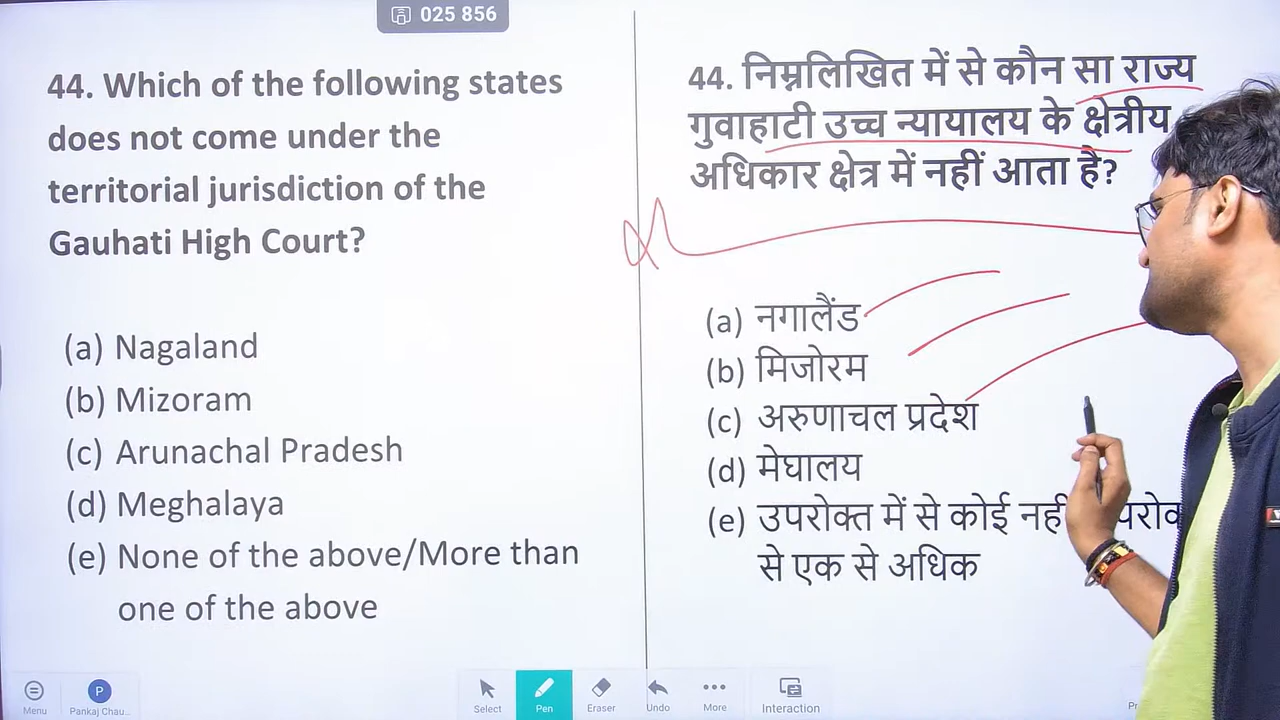 025 856
44. Which of the following states
does not come under the
territorial jurisdiction of the
Gauhati High Court?
(a) Nagaland
(b) Mizoram
(c) Arunachal Pradesh
(d) Meghalaya
(e) None of the above/More than
one of the above
44. निम्नलिखित में से कौन सा राज्य
गुवाहाटी उच्च न्यायालय के क्षेत्रीय
अधिकार क्षेत्र में नहीं आता है?
(a) नगालैंड
(b) मिजोरम
(c) अरुणाचल प्रदेश
(d) मेघालय
(e) उपरोक्त में से कोई
से एक से अधिक
Menu
P
Pankaj Chau...
Select
Pen
Eraser
Undo
More
Interaction